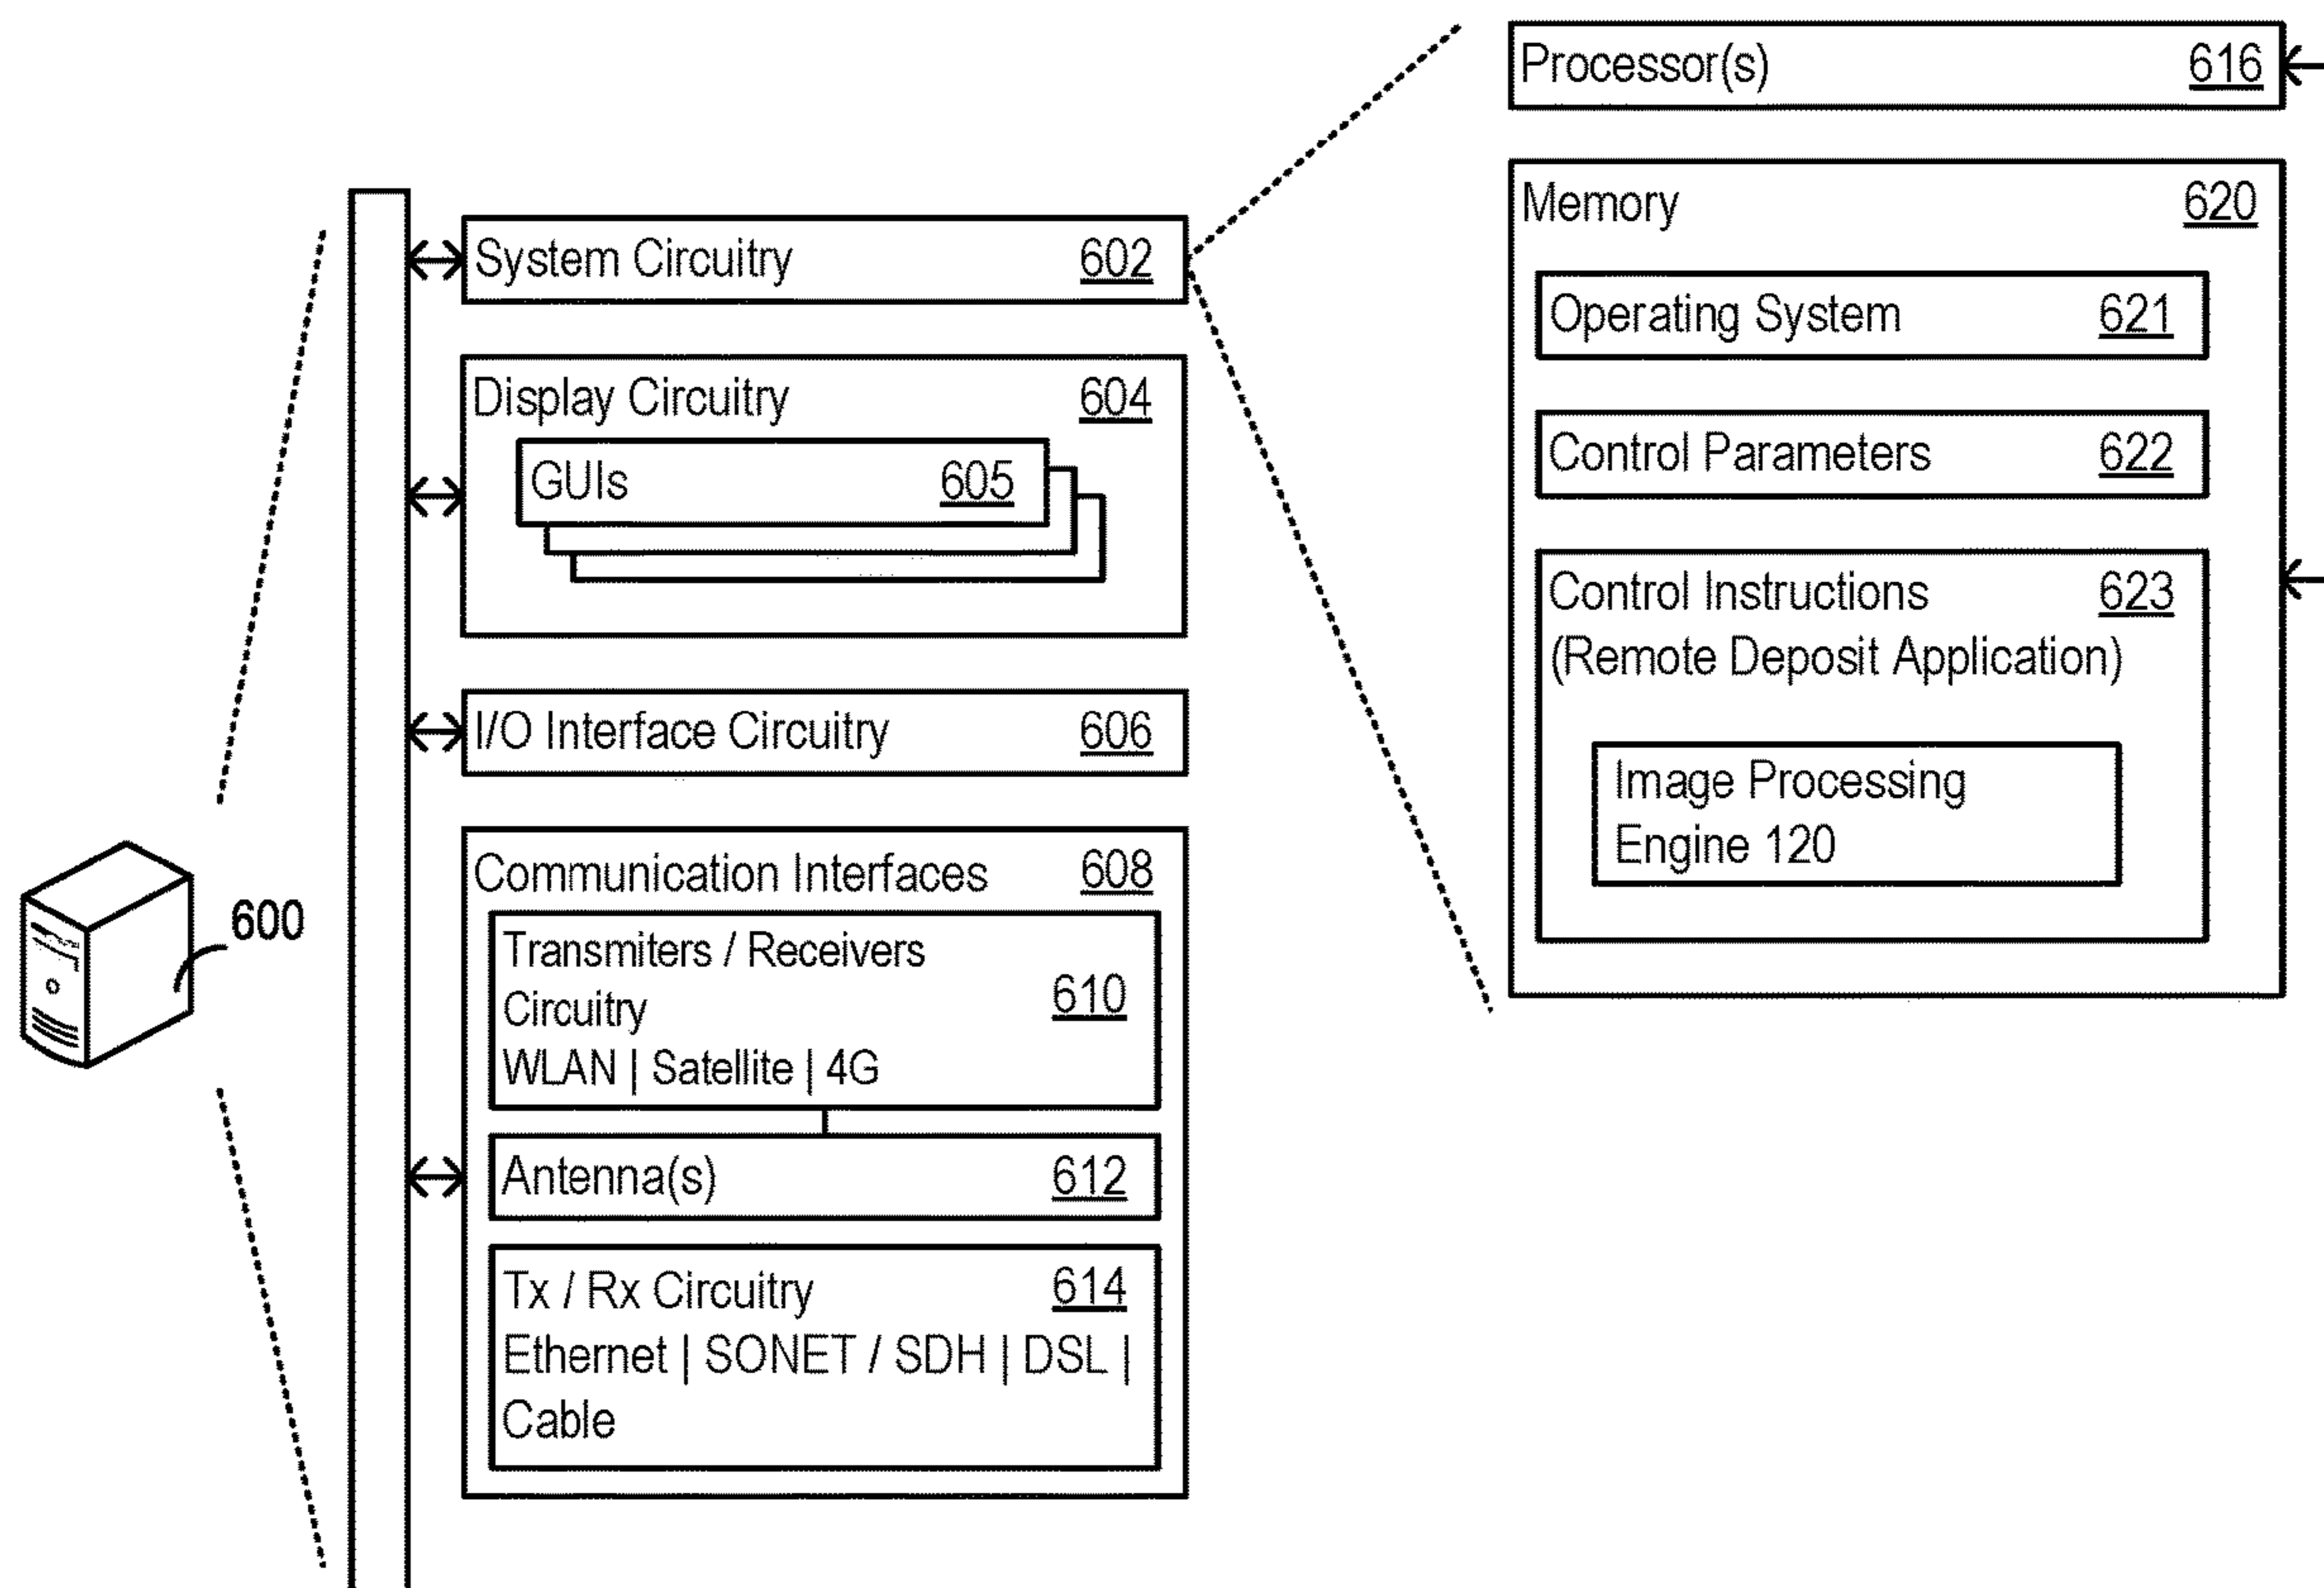 600
System Circuitry 602
Display Circuitry 604
GUIs 605
I/O Interface Circuitry 606
Communication Interfaces 608
Transmiters / Receivers
Circuitry 610
WLAN | Satellite | 4G
Antenna(s) 612
Tx / Rx Circuitry 614
Ethernet | SONET / SDH | DSL |
Cable
Processor(s) 616
Memory 620
Operating System 621
Control Parameters 622
Control Instructions 623
(Remote Deposit Application)
Image Processing
Engine 120